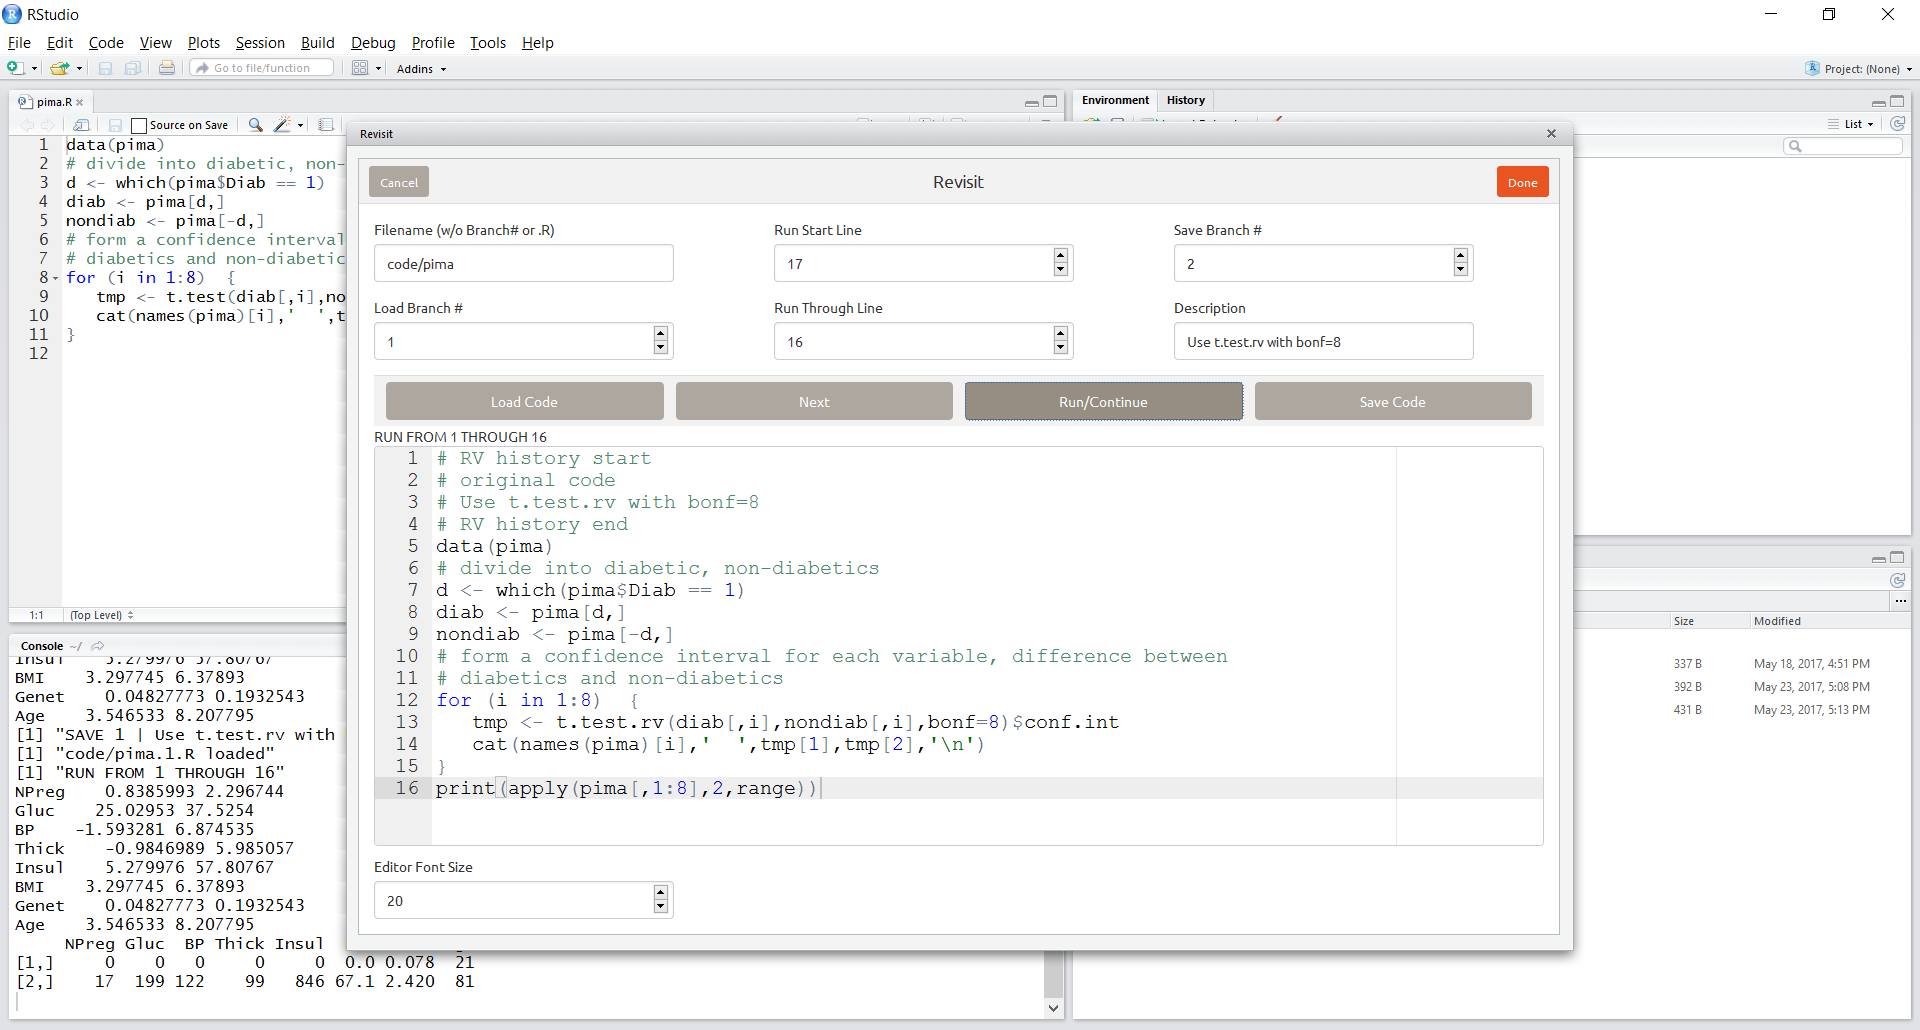 RStudio
File Edit Code View Plots Session Build Debug Profile Tools Help
Go to file/function Addins Project: (None)
pima.R
Source on Save
1 data(pima)
2 # divide into diabetic, non-
3 d <- which(pima$Diab == 1)
4 diab <- pima[d,]
5 nondiab <- pima[-d,]
6 # form a confidence interval
7 # diabetics and non-diabetic
8 for (i in 1:8) {
9 tmp <- t.test(diab[,i],no
10 cat(names(pima)[i],' ',t
11 }
12
1:1 (Top Level)
Console ~/
Insul 5.279976 57.80767
BMI 3.297745 6.37893
Genet 0.04827773 0.1932543
Age 3.546533 8.207795
[1] "SAVE 1 | Use t.test.rv with
[1] "code/pima.1.R loaded"
[1] "RUN FROM 1 THROUGH 16"
NPreg 0.8385993 2.296744
Gluc 25.02953 37.5254
BP -1.593281 6.874535
Thick -0.9846989 5.985057
Insul 5.279976 57.80767
BMI 3.297745 6.37893
Genet 0.04827773 0.1932543
Age 3.546533 8.207795
NPreg Gluc BP Thick Insul
[1,] 0 0 0 0 0 0.0 0.078 21
[2,] 17 199 122 99 846 67.1 2.420 81
Revisit
Cancel Revisit Done
Filename (w/o Branch# or .R) Run Start Line Save Branch #
code/pima 17 2
Load Branch # Run Through Line Description
1 16 Use t.test.rv with bonf=8
Load Code Next Run/Continue Save Code
RUN FROM 1 THROUGH 16
1 # RV history start
2 # original code
3 # Use t.test.rv with bonf=8
4 # RV history end
5 data(pima)
6 # divide into diabetic, non-diabetics
7 d <- which(pima$Diab == 1)
8 diab <- pima[d,]
9 nondiab <- pima[-d,]
10 # form a confidence interval for each variable, difference between
11 # diabetics and non-diabetics
12 for (i in 1:8) {
13 tmp <- t.test.rv(diab[,i],nondiab[,i],bonf=8)$conf.int
14 cat(names(pima)[i],' ',tmp[1],tmp[2],'\n')
15 }
16 print(apply(pima[,1:8],2,range))
Editor Font Size
20
Environment History
List
Size Modified
337 B May 18, 2017, 4:51 PM
392 B May 23, 2017, 5:08 PM
431 B May 23, 2017, 5:13 PM